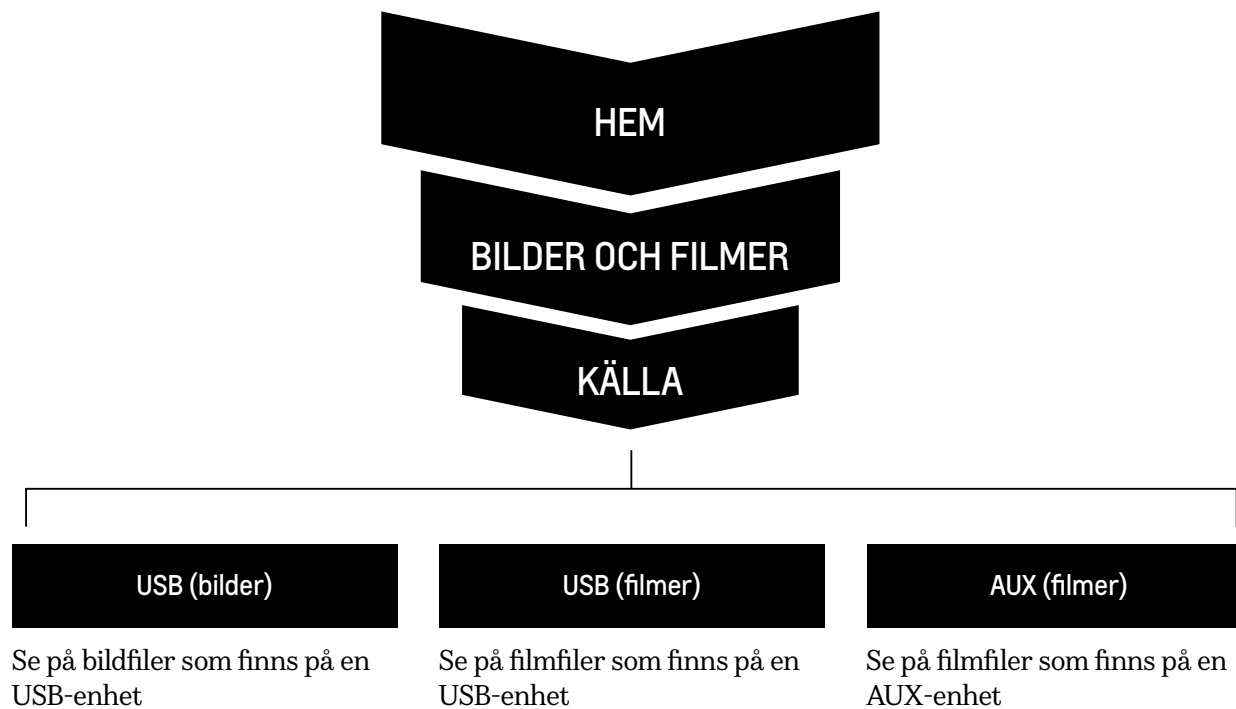 HEM
BILDER OCH FILMER
KÄLLA
USB (bilder)
Se på bildfiler som finns på en
USB-enhet
USB (filmer)
Se på filmfiler som finns på en
USB-enhet
AUX (filmer)
Se på filmfiler som finns på en
AUX-enhet